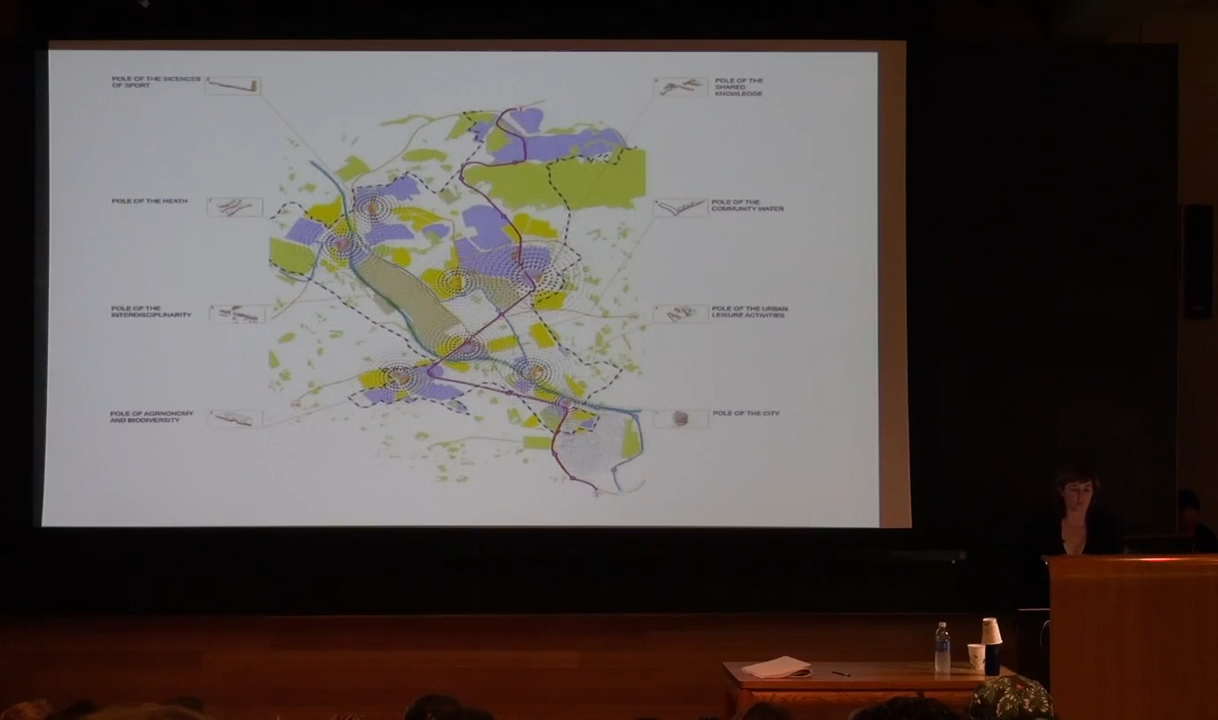 POLE OF THE SICENCES
OF SPORT
POLE OF THE HEATH
POLE OF THE
INTERDISCIPLINARITY
POLE OF AGRNONOMY
AND BIODIVERSITY
POLE OF THE
SHARED
KNOWLEDGE
POLE OF THE
COMMUNITY WATER
POLE OF THE URBAN
LEISURE ACTIVITIES
POLE OF THE CITY